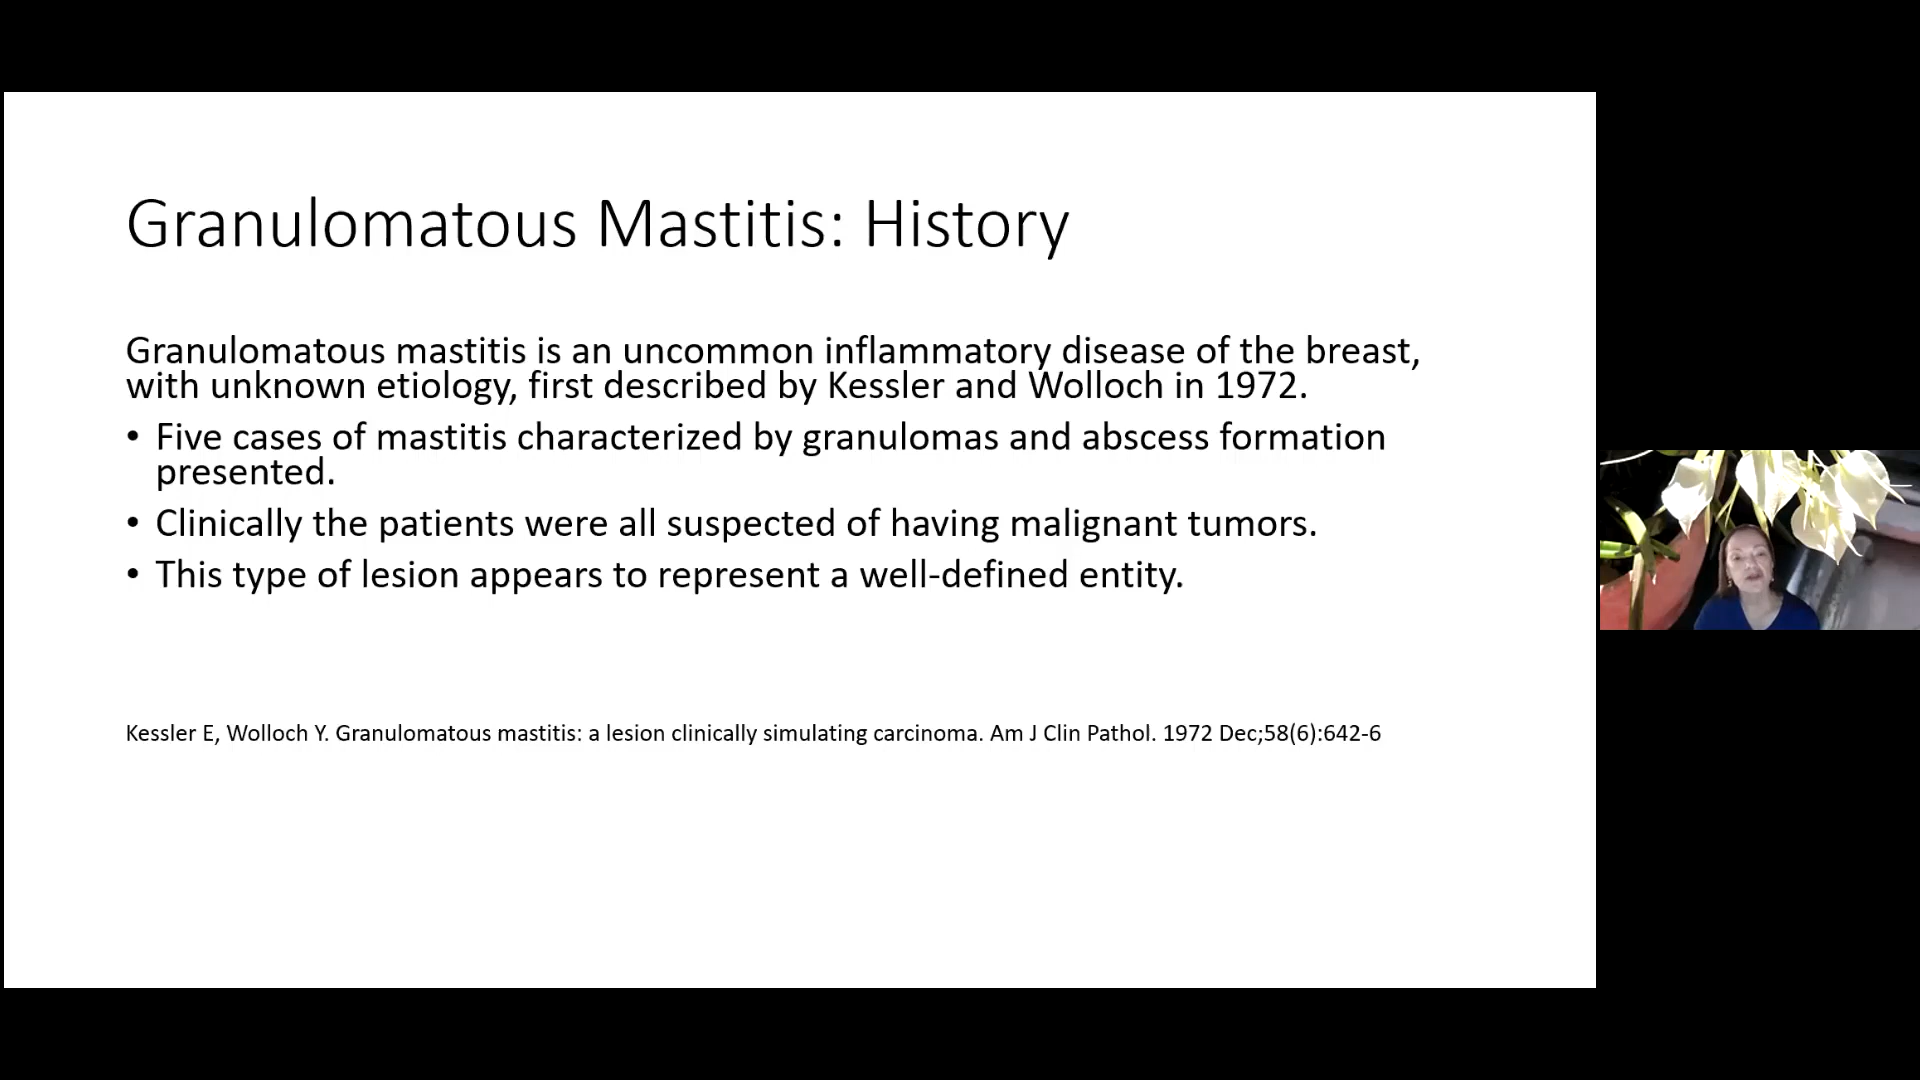 Granulomatous Mastitis: History
Granulomatous mastitis is an uncommon inflammatory disease of the breast,
with unknown etiology, first described by Kessler and Wolloch in 1972.
• Five cases of mastitis characterized by granulomas and abscess formation
presented.
• Clinically the patients were all suspected of having malignant tumors.
• This type of lesion appears to represent a well-defined entity.
Kessler E, Wolloch Y. Granulomatous mastitis: a lesion clinically simulating carcinoma. Am J Clin Pathol. 1972 Dec;58(6):642-6